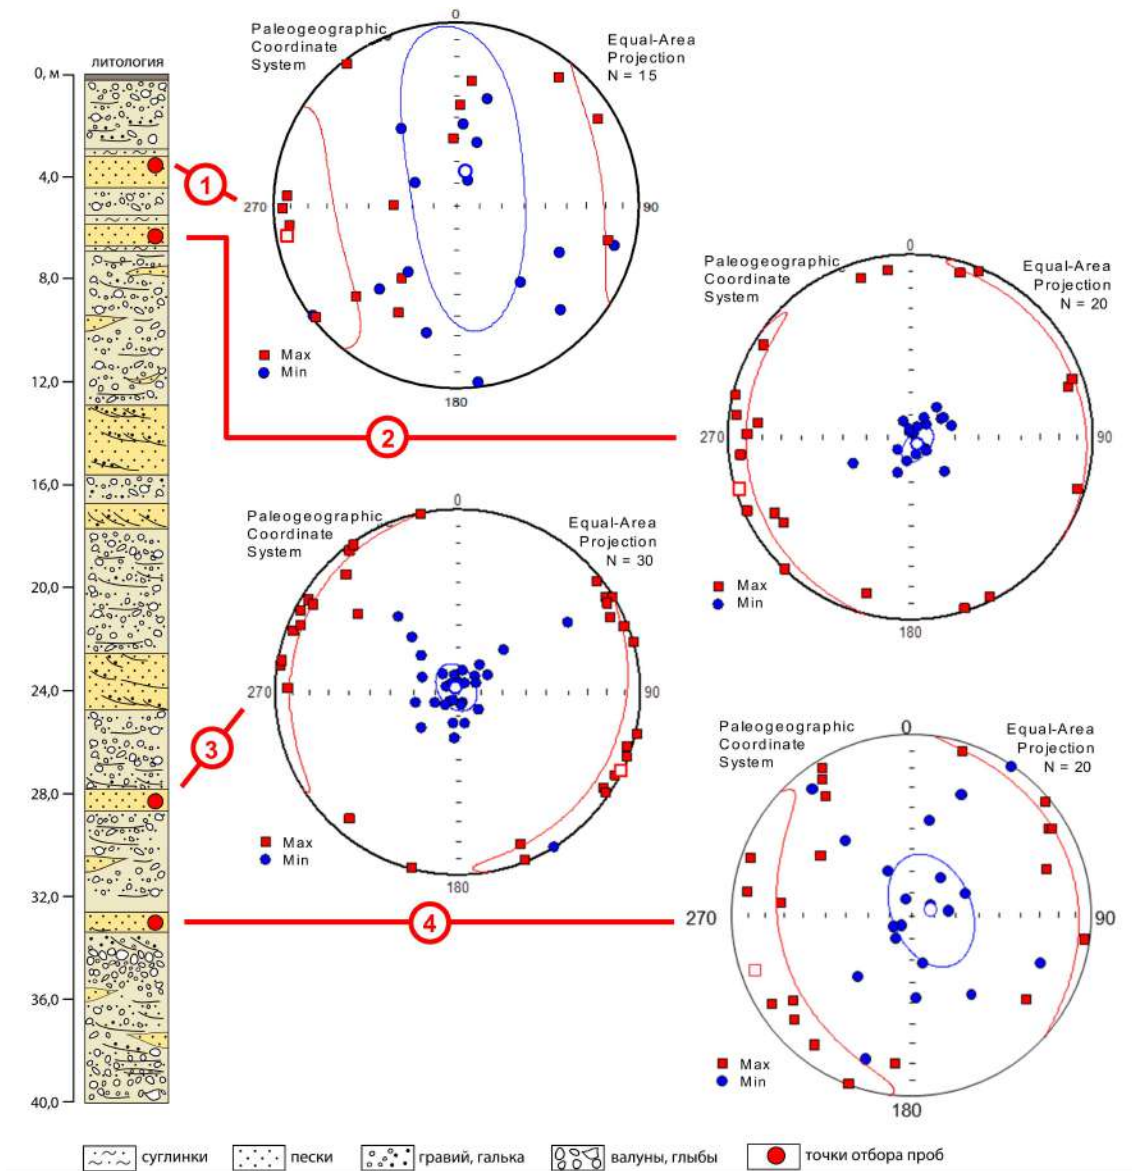 ЛИТОЛОГИЯ
0, м
4,0
8,0
12,0
16,0
20,0
24,0
28,0
32,0
36,0
40,0
1
Paleogeographic
Coordinate
System
0
Equal-Area
Projection
N = 15
270
90
180
Max
Min
2
Paleogeographic
Coordinate
System
0
Equal-Area
Projection
N = 20
270
90
180
Max
Min
3
Paleogeographic
Coordinate
System
0
Equal-Area
Projection
N = 30
270
90
180
Max
Min
4
Paleogeographic
Coordinate
System
0
Equal-Area
Projection
N = 20
270
90
180
Max
Min
суглинки
пески
гравий, галька
валуны, глыбы
точки отбора проб